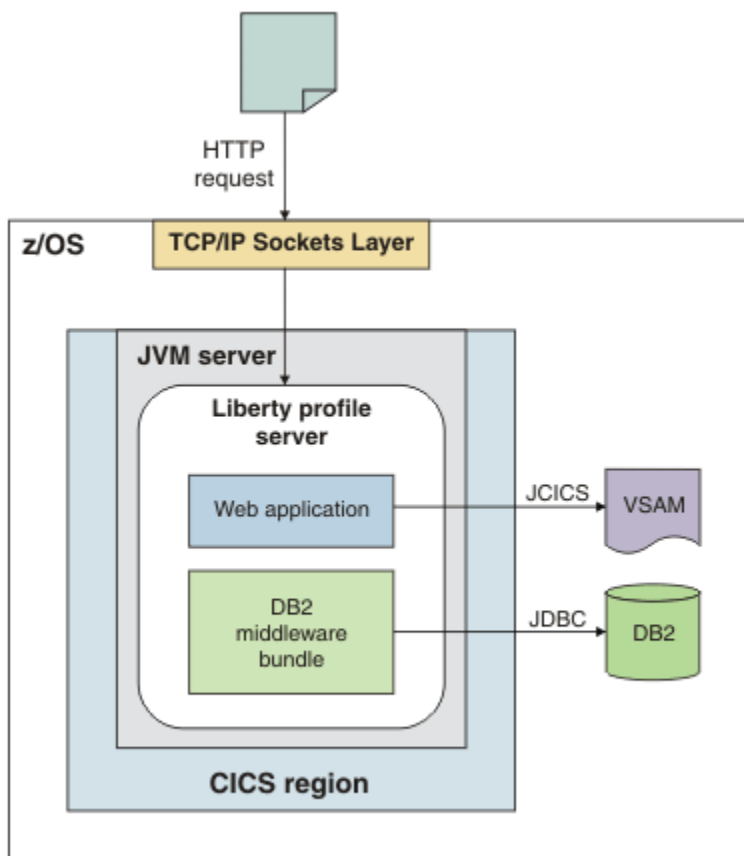 HTTP
request
z/OS
TCP/IP Sockets Layer
JVM server
Liberty profile
server
Web application
JCICS
VSAM
DB2
middleware
bundle
JDBC
DB2
CICS region